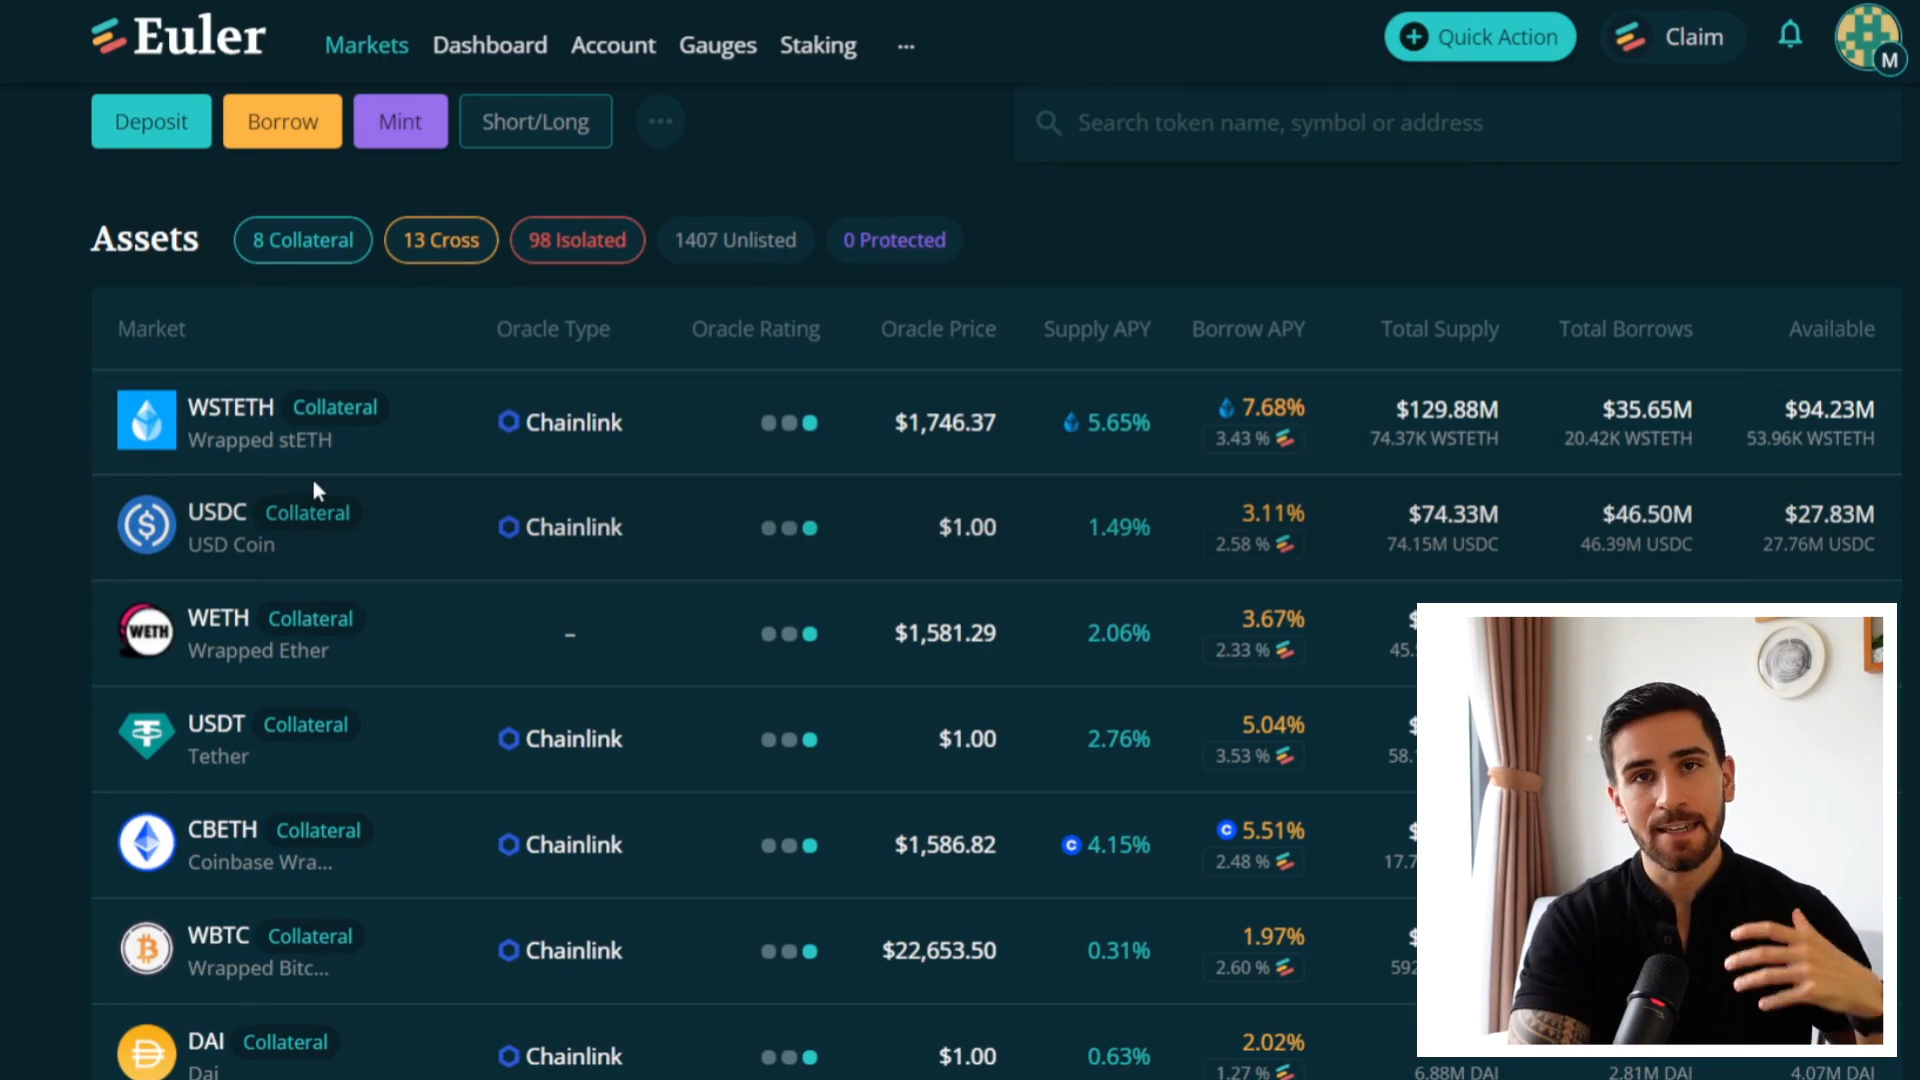 Euler
Markets Dashboard Account Gauges Staking ...
Quick Action
Claim
M
Deposit Borrow Mint Short/Long ...
Search token name, symbol or address
Assets 8 Collateral 13 Cross 98 Isolated 1407 Unlisted 0 Protected
Market Oracle Type Oracle Rating Oracle Price Supply APY Borrow APY Total Supply Total Borrows Available
WSTETH Collateral Chainlink $1,746.37 5.65% 7.68% $129.88M $35.65M $94.23M
Wrapped stETH 3.43 % 74.37K WSTETH 20.42K WSTETH 53.96K WSTETH
USDC Collateral Chainlink $1.00 1.49% 3.11% $74.33M $46.50M $27.83M
USD Coin 2.58 % 74.15M USDC 46.39M USDC 27.76M USDC
WETH WETH Collateral – $1,581.29 2.06% 3.67% $
Wrapped Ether 2.33 % 45.
USDT Collateral Chainlink $1.00 2.76% 5.04% $
Tether 3.53 % 58.
CBETH Collateral Chainlink $1,586.82 4.15% 5.51% $
Coinbase Wra... 2.48 % 17.7
WBTC Collateral Chainlink $22,653.50 0.31% 1.97% $
Wrapped Bitc... 2.60 % 592
DAI Collateral Chainlink $1.00 0.63% 2.02%
Dai 1.27 % 6.88M DAI 2.81M DAI 4.07M DAI